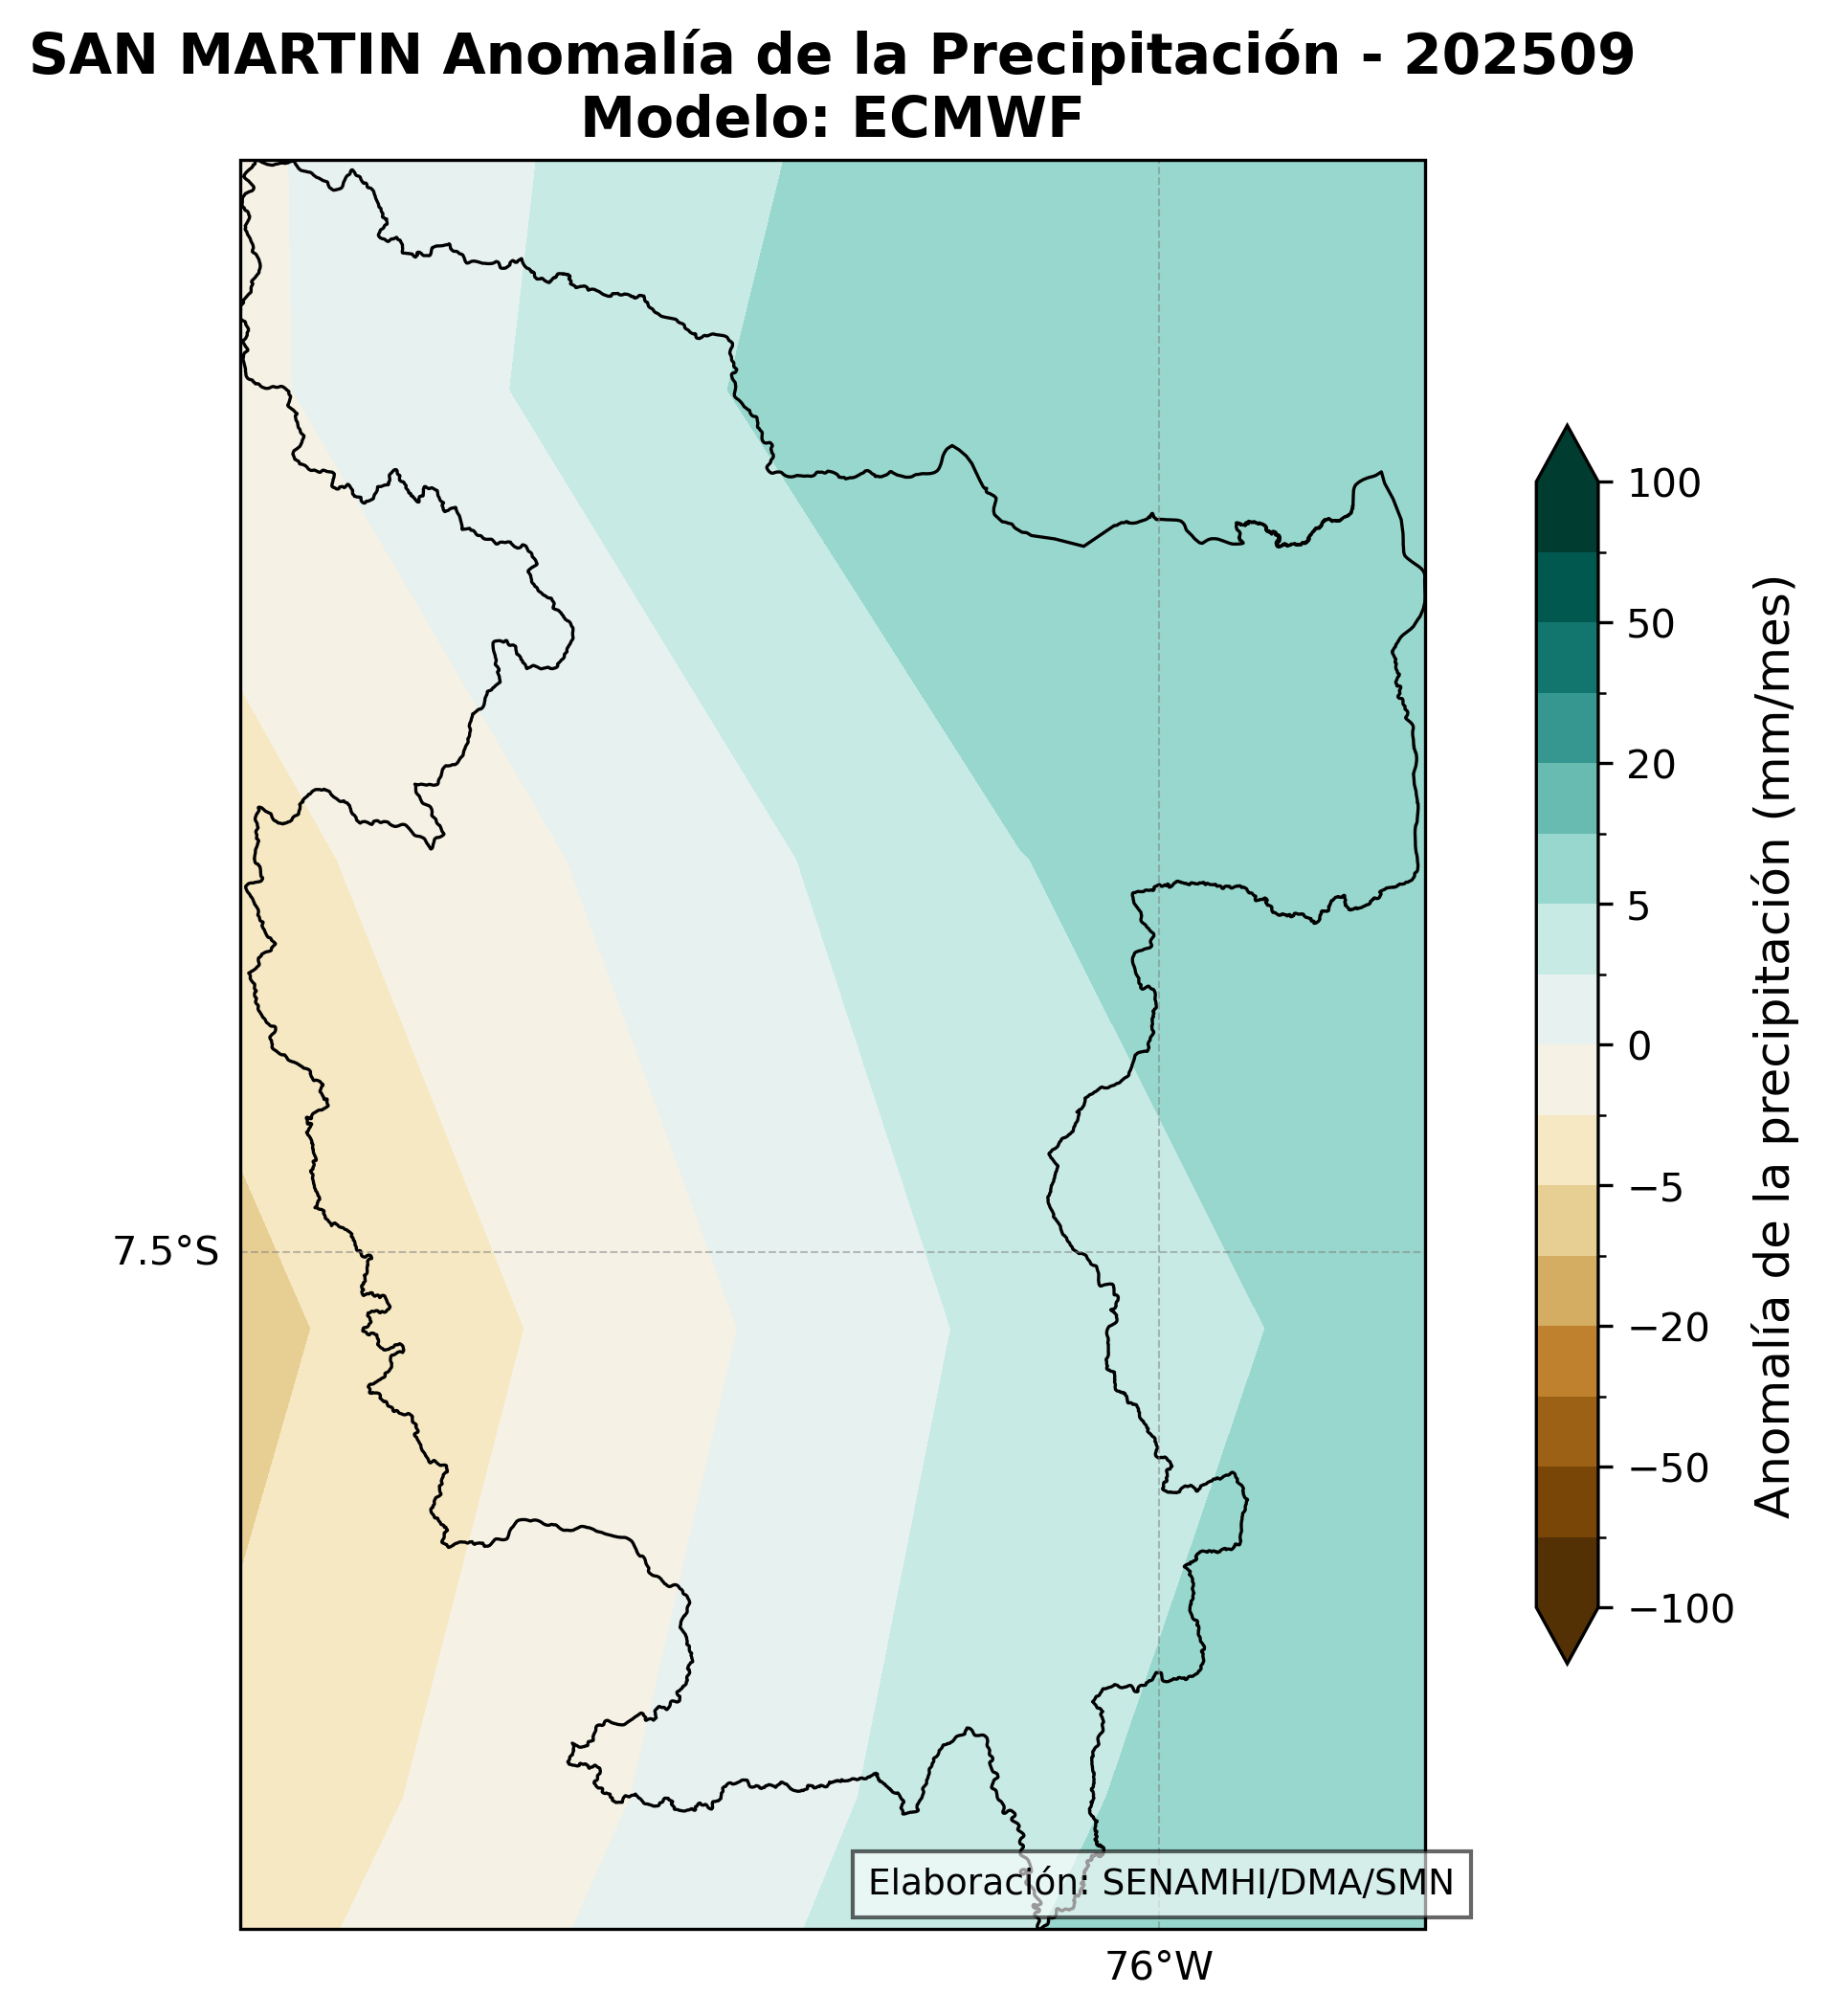 SAN MARTIN Anomalía de la Precipitación - 202509
Modelo: ECMWF
100
50
20
5
0
−5
−20
−50
−100
Anomalía de la precipitación (mm/mes)
7.5°S
Elaboración: SENAMHI/DMA/SMN
76°W